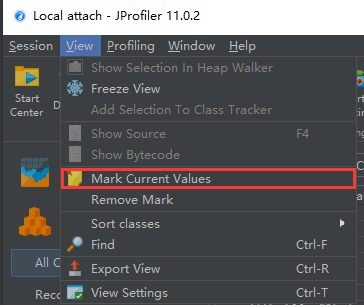 Local attach - JProfiler 11.0.2
Session View Profiling Window Help
Start
Center
D
Show Selection In Heap Walker
Freeze View
Add Selection To Class Tracker
Show Source F4
Show Bytecode
Mark Current Values
Remove Mark
Sort classes
Find Ctrl-F
Export View Ctrl-R
View Settings Ctrl-T
All C
Reco